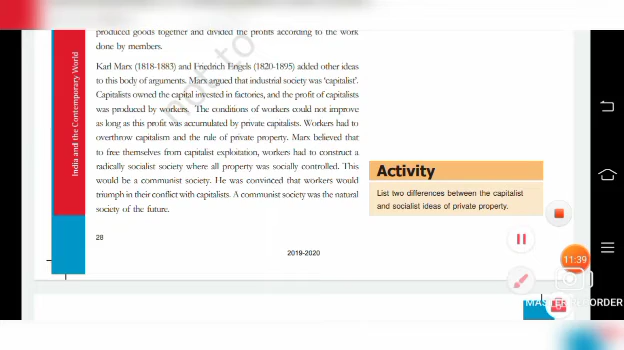 produced goods together and divided the profits according to the work
done by members.
Karl Marx (1818-1883) and Friedrich Engels (1820-1895) added other ideas
to this body of arguments. Marx argued that industrial society was 'capitalist'.
Capitalists owned the capital invested in factories, and the profit of capitalists
was produced by workers. The conditions of workers could not improve
as long as this profit was accumulated by private capitalists. Workers had to
overthrow capitalism and the rule of private property. Marx believed that
to free themselves from capitalist exploitation, workers had to construct a
radically socialist society where all property was socially controlled. This
would be a communist society. He was convinced that workers would
triumph in their conflict with capitalists. A communist society was the natural
society of the future.
India and the Contemporary World
not to
Activity
List two differences between the capitalist
and socialist ideas of private property.
28
2019-2020
11:39
MASTER RECORDER